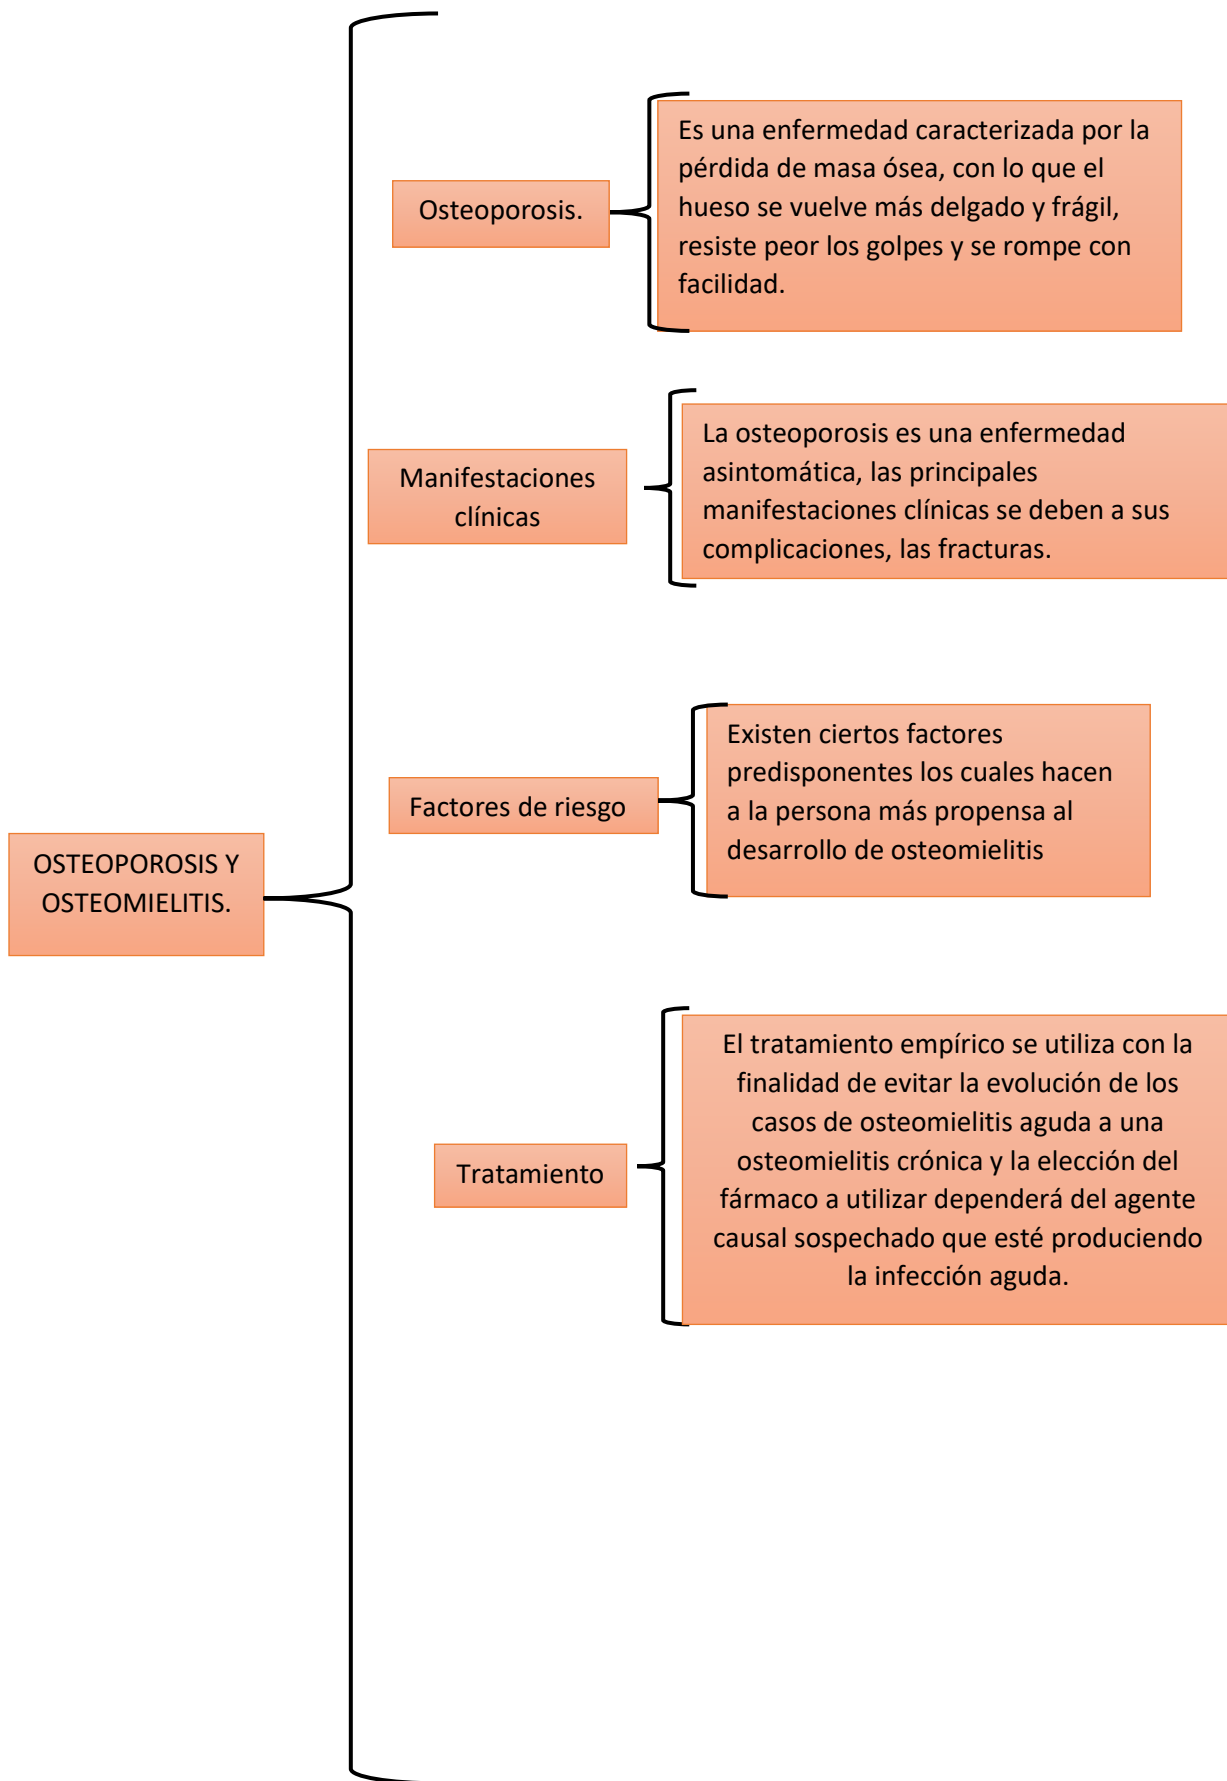 Osteoporosis.
Es una enfermedad caracterizada por la
pérdida de masa ósea, con lo que el
hueso se vuelve más delgado y frágil,
resiste peor los golpes y se rompe con
facilidad.
Manifestaciones
clínicas
La osteoporosis es una enfermedad
asintomática, las principales
manifestaciones clínicas se deben a sus
complicaciones, las fracturas.
Factores de riesgo
Existen ciertos factores
predisponentes los cuales hacen
a la persona más propensa al
desarrollo de osteomielitis
OSTEOPOROSIS Y
OSTEOMIELITIS.
Tratamiento
El tratamiento empírico se utiliza con la
finalidad de evitar la evolución de los
casos de osteomielitis aguda a una
osteomielitis crónica y la elección del
fármaco a utilizar dependerá del agente
causal sospechado que esté produciendo
la infección aguda.